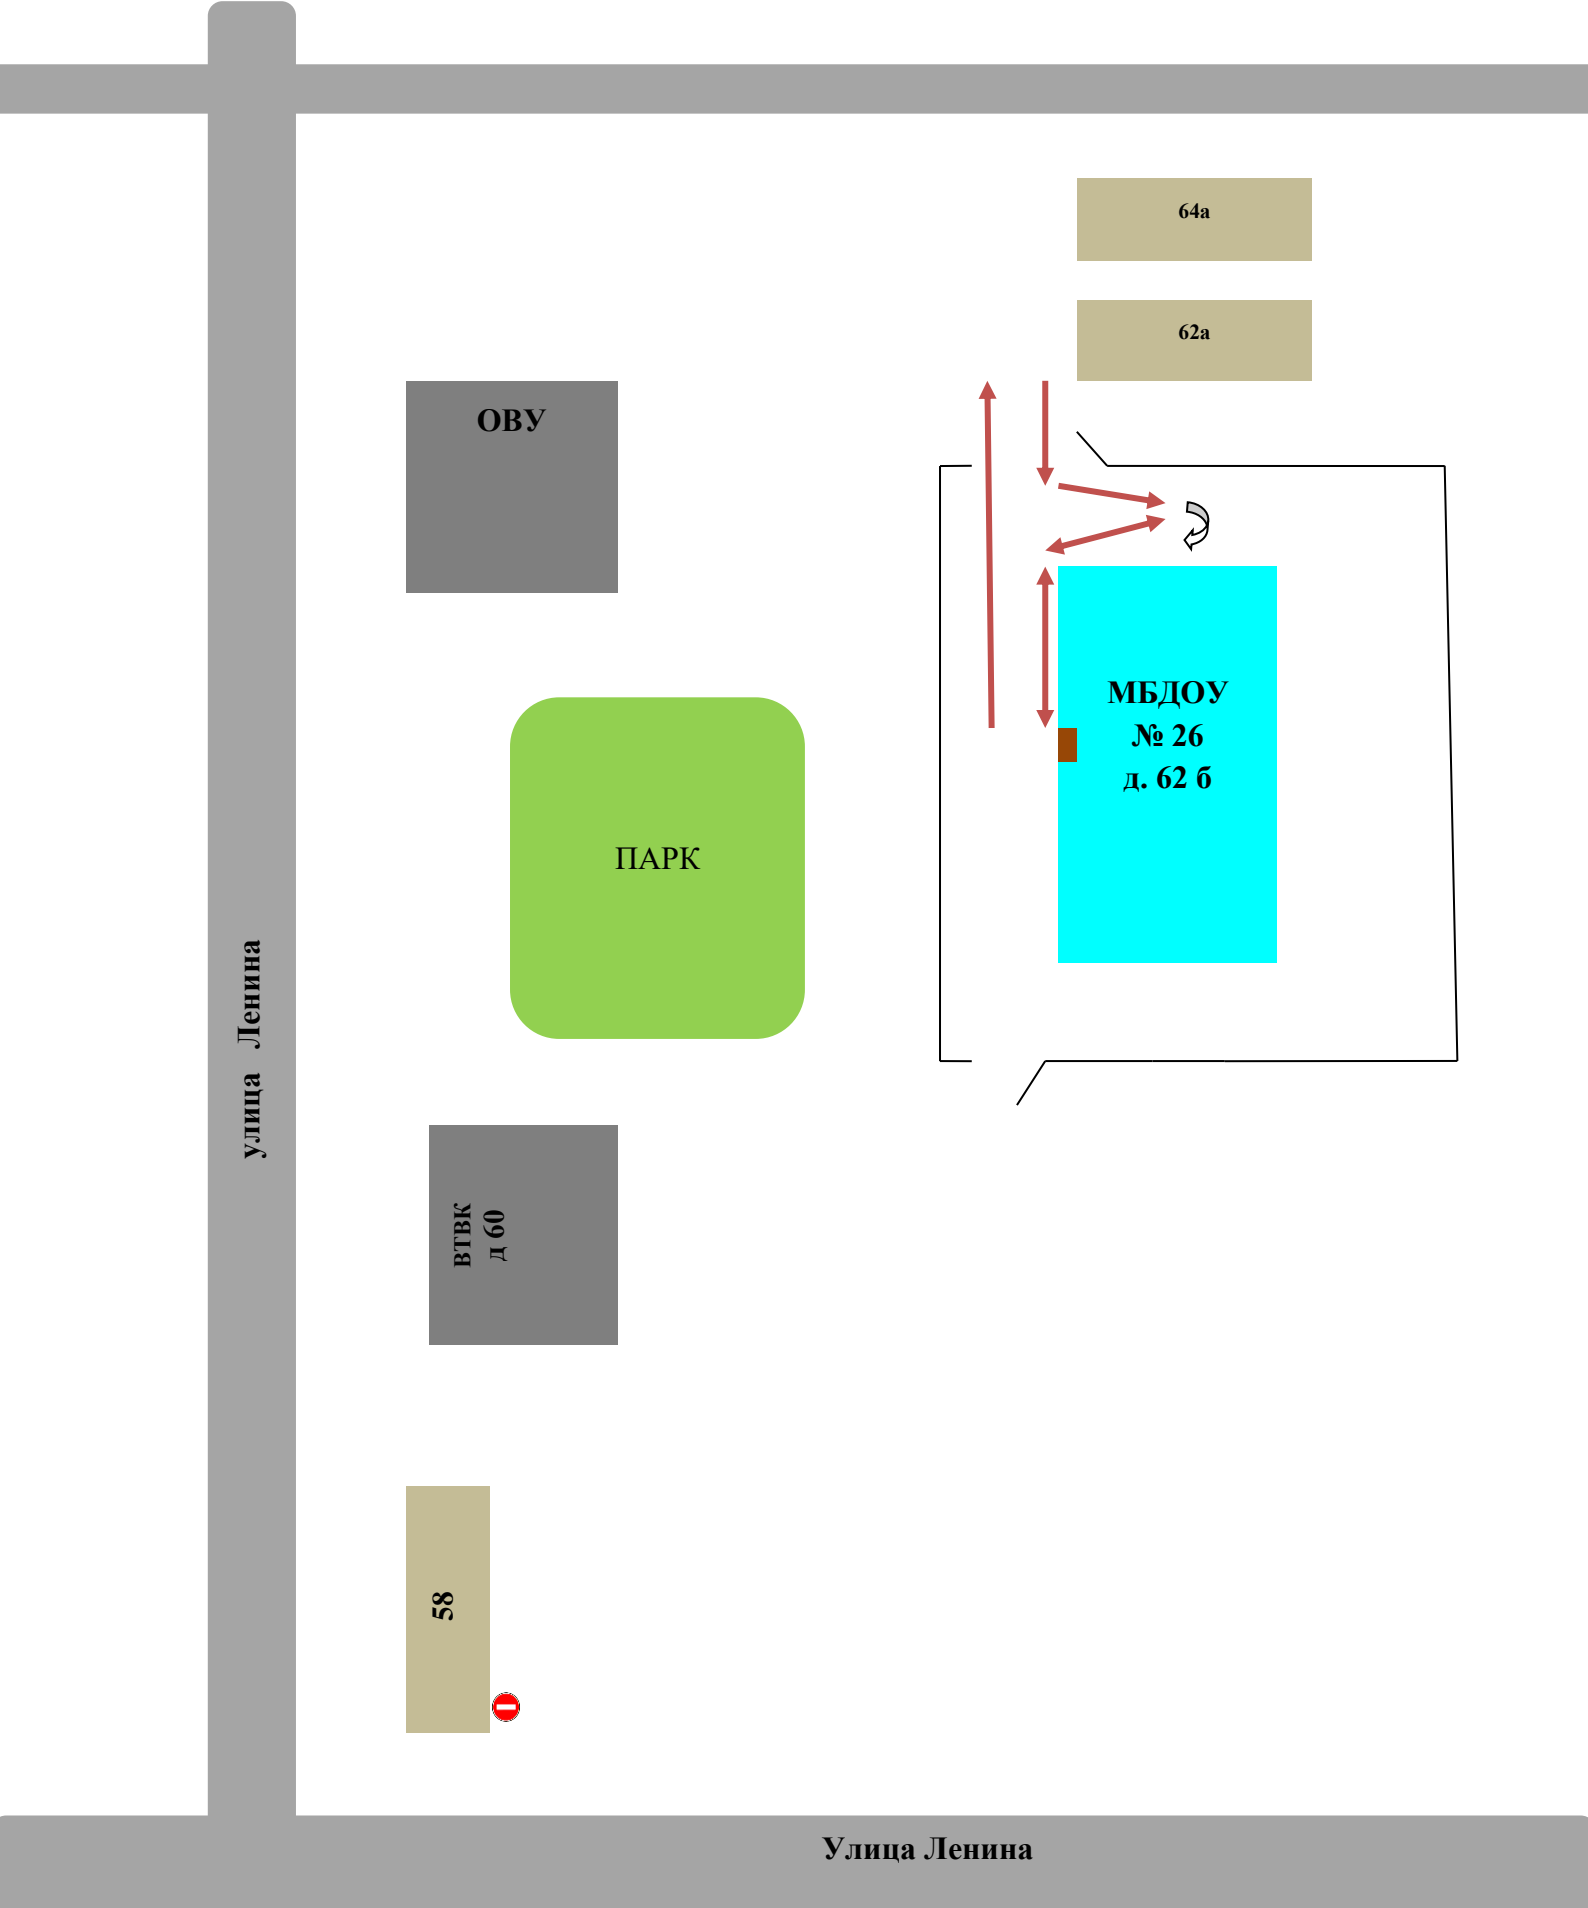 64а
62а
ОВУ
МБДОУ
№ 26
д. 62 б
ПАРК
улица Ленина
ВТВК
д 60
58
Улица Ленина